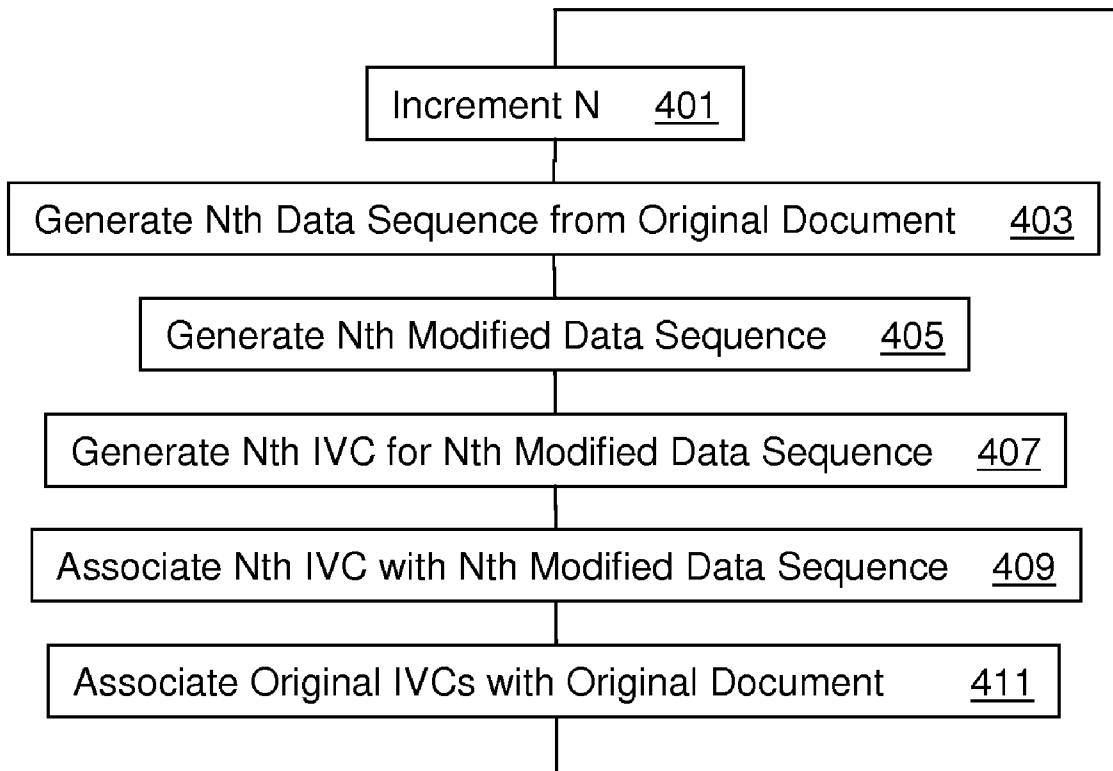 Increment N 401
Generate Nth Data Sequence from Original Document 403
Generate Nth Modified Data Sequence 405
Generate Nth IVC for Nth Modified Data Sequence 407
Associate Nth IVC with Nth Modified Data Sequence 409
Associate Original IVCs with Original Document 411